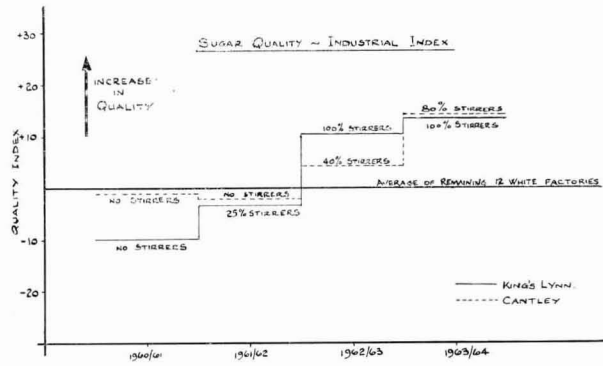 SUGAR QUALITY ~ INDUSTRIAL INDEX
+30
+20
+10
-10
-20
QUALITY INDEX
INCREASE
IN
QUALITY
80% STIRRERS
100% STIRRERS
100% STIRRERS
40% STIRRERS
AVERAGE OF REMAINING 12 WHITE FACTORIES
NO STIRRERS
NO STIRRERS
25% STIRRERS
NO STIRRERS
KING'S LYNN.
CANTLEY
1960/61
1961/62
1962/63
1963/64